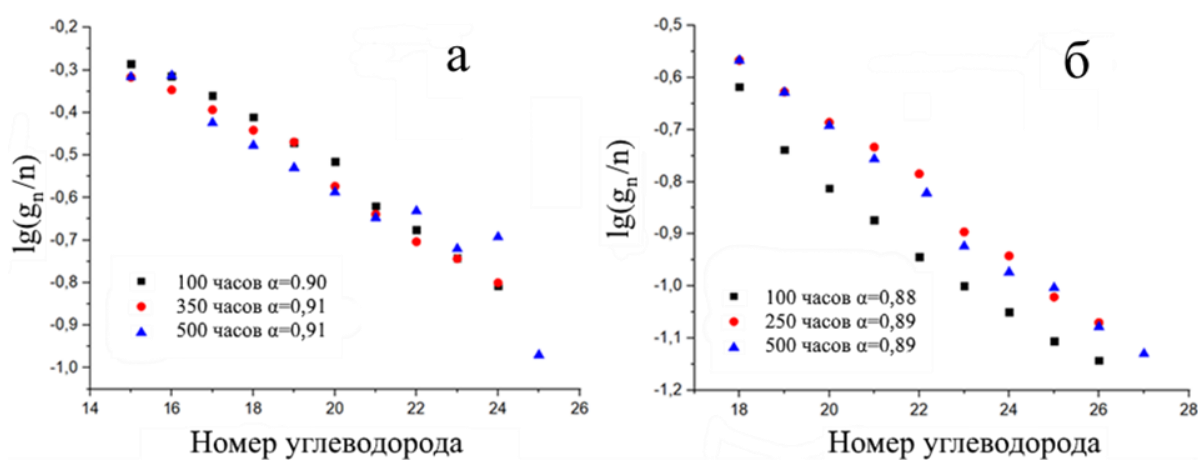 а
lg(gn/n)
-0,2
-0,3
-0,4
-0,5
-0,6
-0,7
-0,8
-0,9
-1,0
100 часов α=0.90
350 часов α=0,91
500 часов α=0,91
14 16 18 20 22 24 26
Номер углеводорода
б
lg(gn/n)
-0,5
-0,6
-0,7
-0,8
-0,9
-1,0
-1,1
-1,2
100 часов α=0,88
250 часов α=0,89
500 часов α=0,89
18 20 22 24 26 28
Номер углеводорода